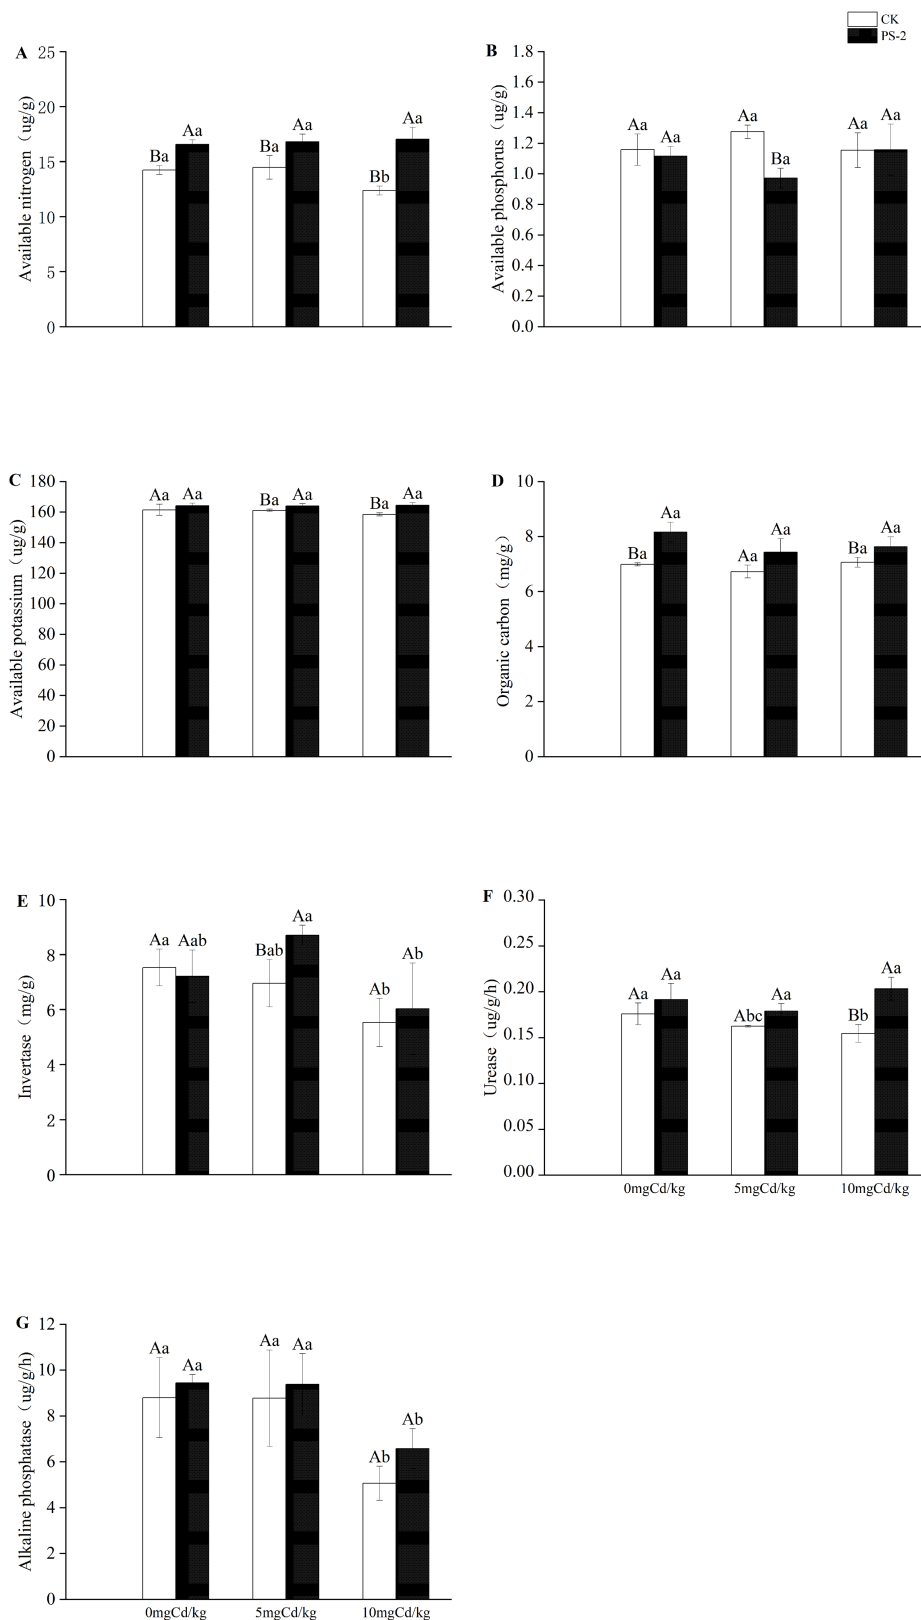 CK
PS-2
A
Available nitrogen（ug/g）
25
20
15
10
5
0
Ba
Aa
Ba
Aa
Bb
Aa
B
Available phosphorus（ug/g）
1.8
1.6
1.4
1.2
1.0
0.8
0.6
0.4
0.2
0.0
Aa
Aa
Aa
Ba
Aa
Aa
C
Available potassium（ug/g）
180
160
140
120
100
80
60
40
20
0
Aa
Aa
Ba
Aa
Ba
Aa
D
Organic carbon（mg/g）
10
8
6
4
2
0
Ba
Aa
Aa
Aa
Ba
Aa
E
Invertase（mg/g）
10
8
6
4
2
0
Aa
Aab
Bab
Aa
Ab
Ab
F
Urease（ug/g/h）
0.30
0.25
0.20
0.15
0.10
0.05
0.00
Aa
Aa
Abc
Aa
Bb
Aa
0mgCd/kg
5mgCd/kg
10mgCd/kg
G
Alkaline phosphatase（ug/g/h）
12
10
8
6
4
2
0
Aa
Aa
Aa
Aa
Ab
Ab
0mgCd/kg
5mgCd/kg
10mgCd/kg